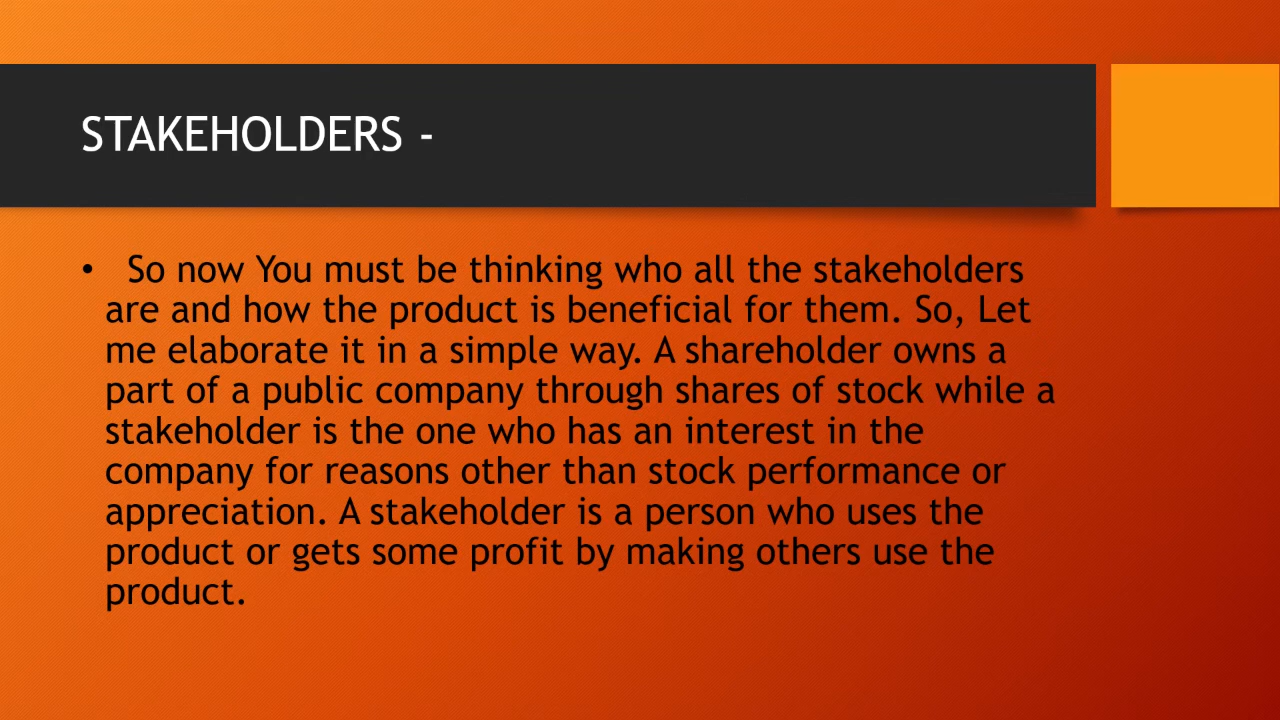 STAKEHOLDERS -
• So now You must be thinking who all the stakeholders
are and how the product is beneficial for them. So, Let
me elaborate it in a simple way. A shareholder owns a
part of a public company through shares of stock while a
stakeholder is the one who has an interest in the
company for reasons other than stock performance or
appreciation. A stakeholder is a person who uses the
product or gets some profit by making others use the
product.